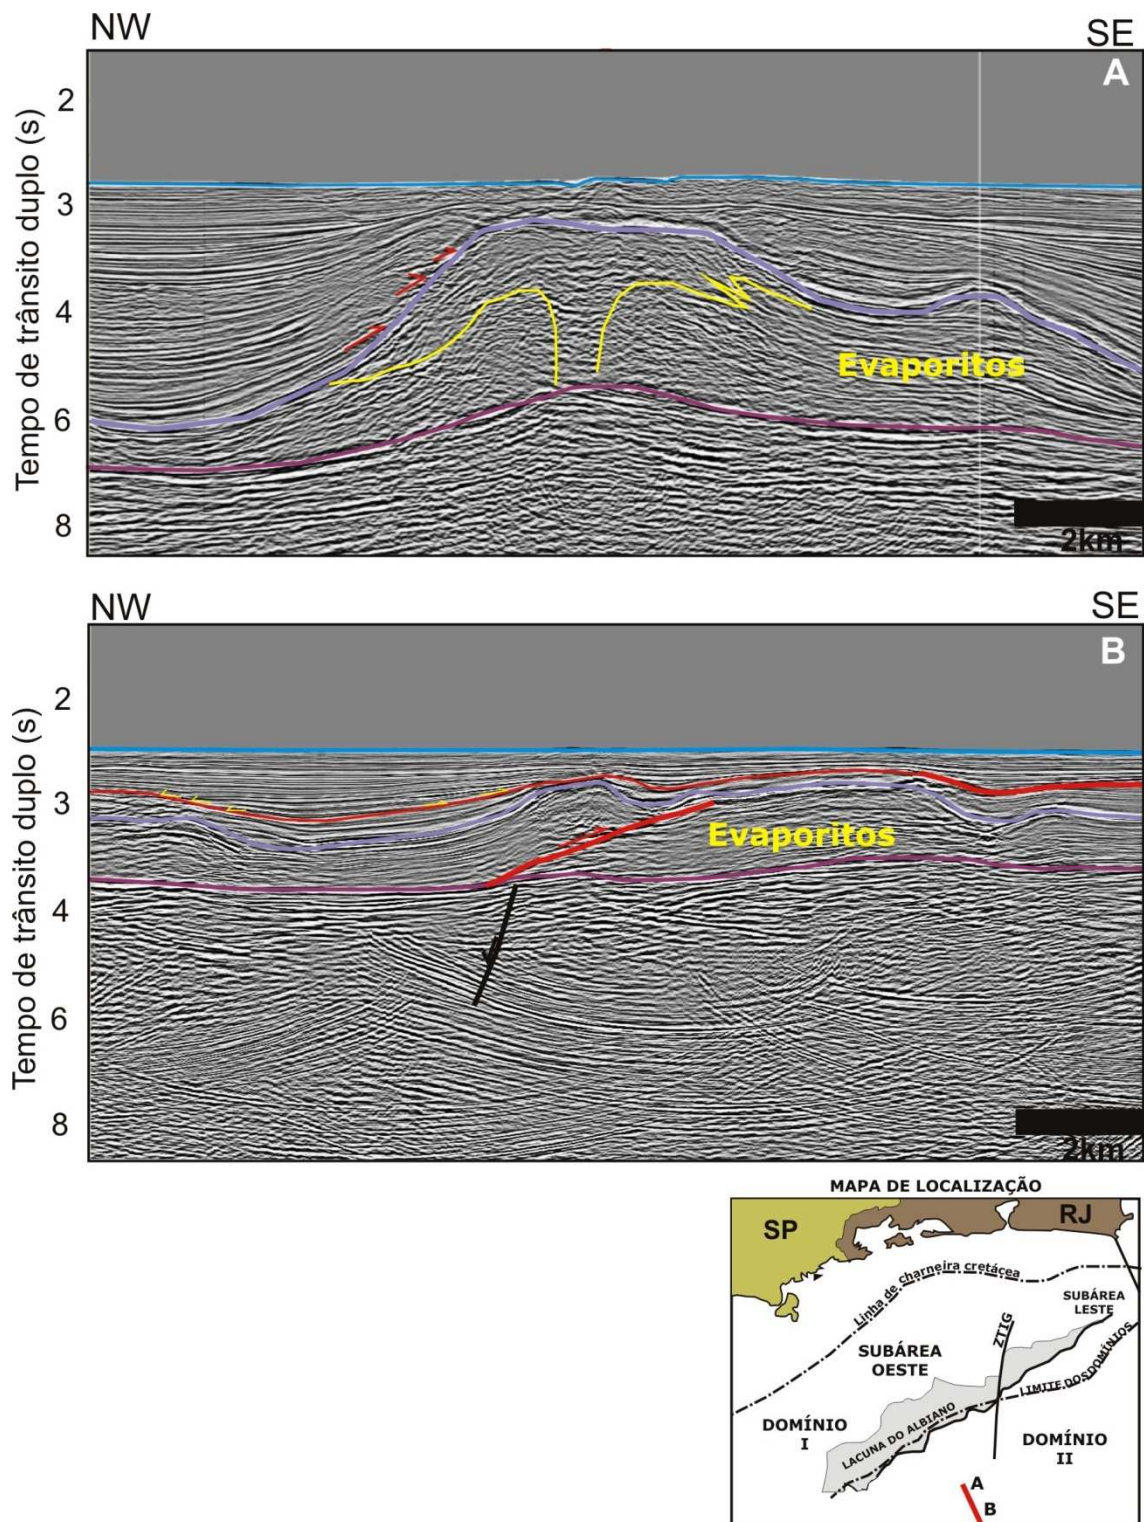 NW SE
A
Tempo de trânsito duplo (s)
2
3
4
6
8
Evaporitos
2km
NW SE
B
Tempo de trânsito duplo (s)
2
3
4
6
8
Evaporitos
2km
MAPA DE LOCALIZAÇÃO
SP
RJ
Linha de charneira cretácea
SUBÁREA
LESTE
ZTIG
SUBÁREA
OESTE
LIMITE DOS DOMÍNIOS
LACUNA DO ALBIANO
DOMÍNIO
I
DOMÍNIO
II
A
B